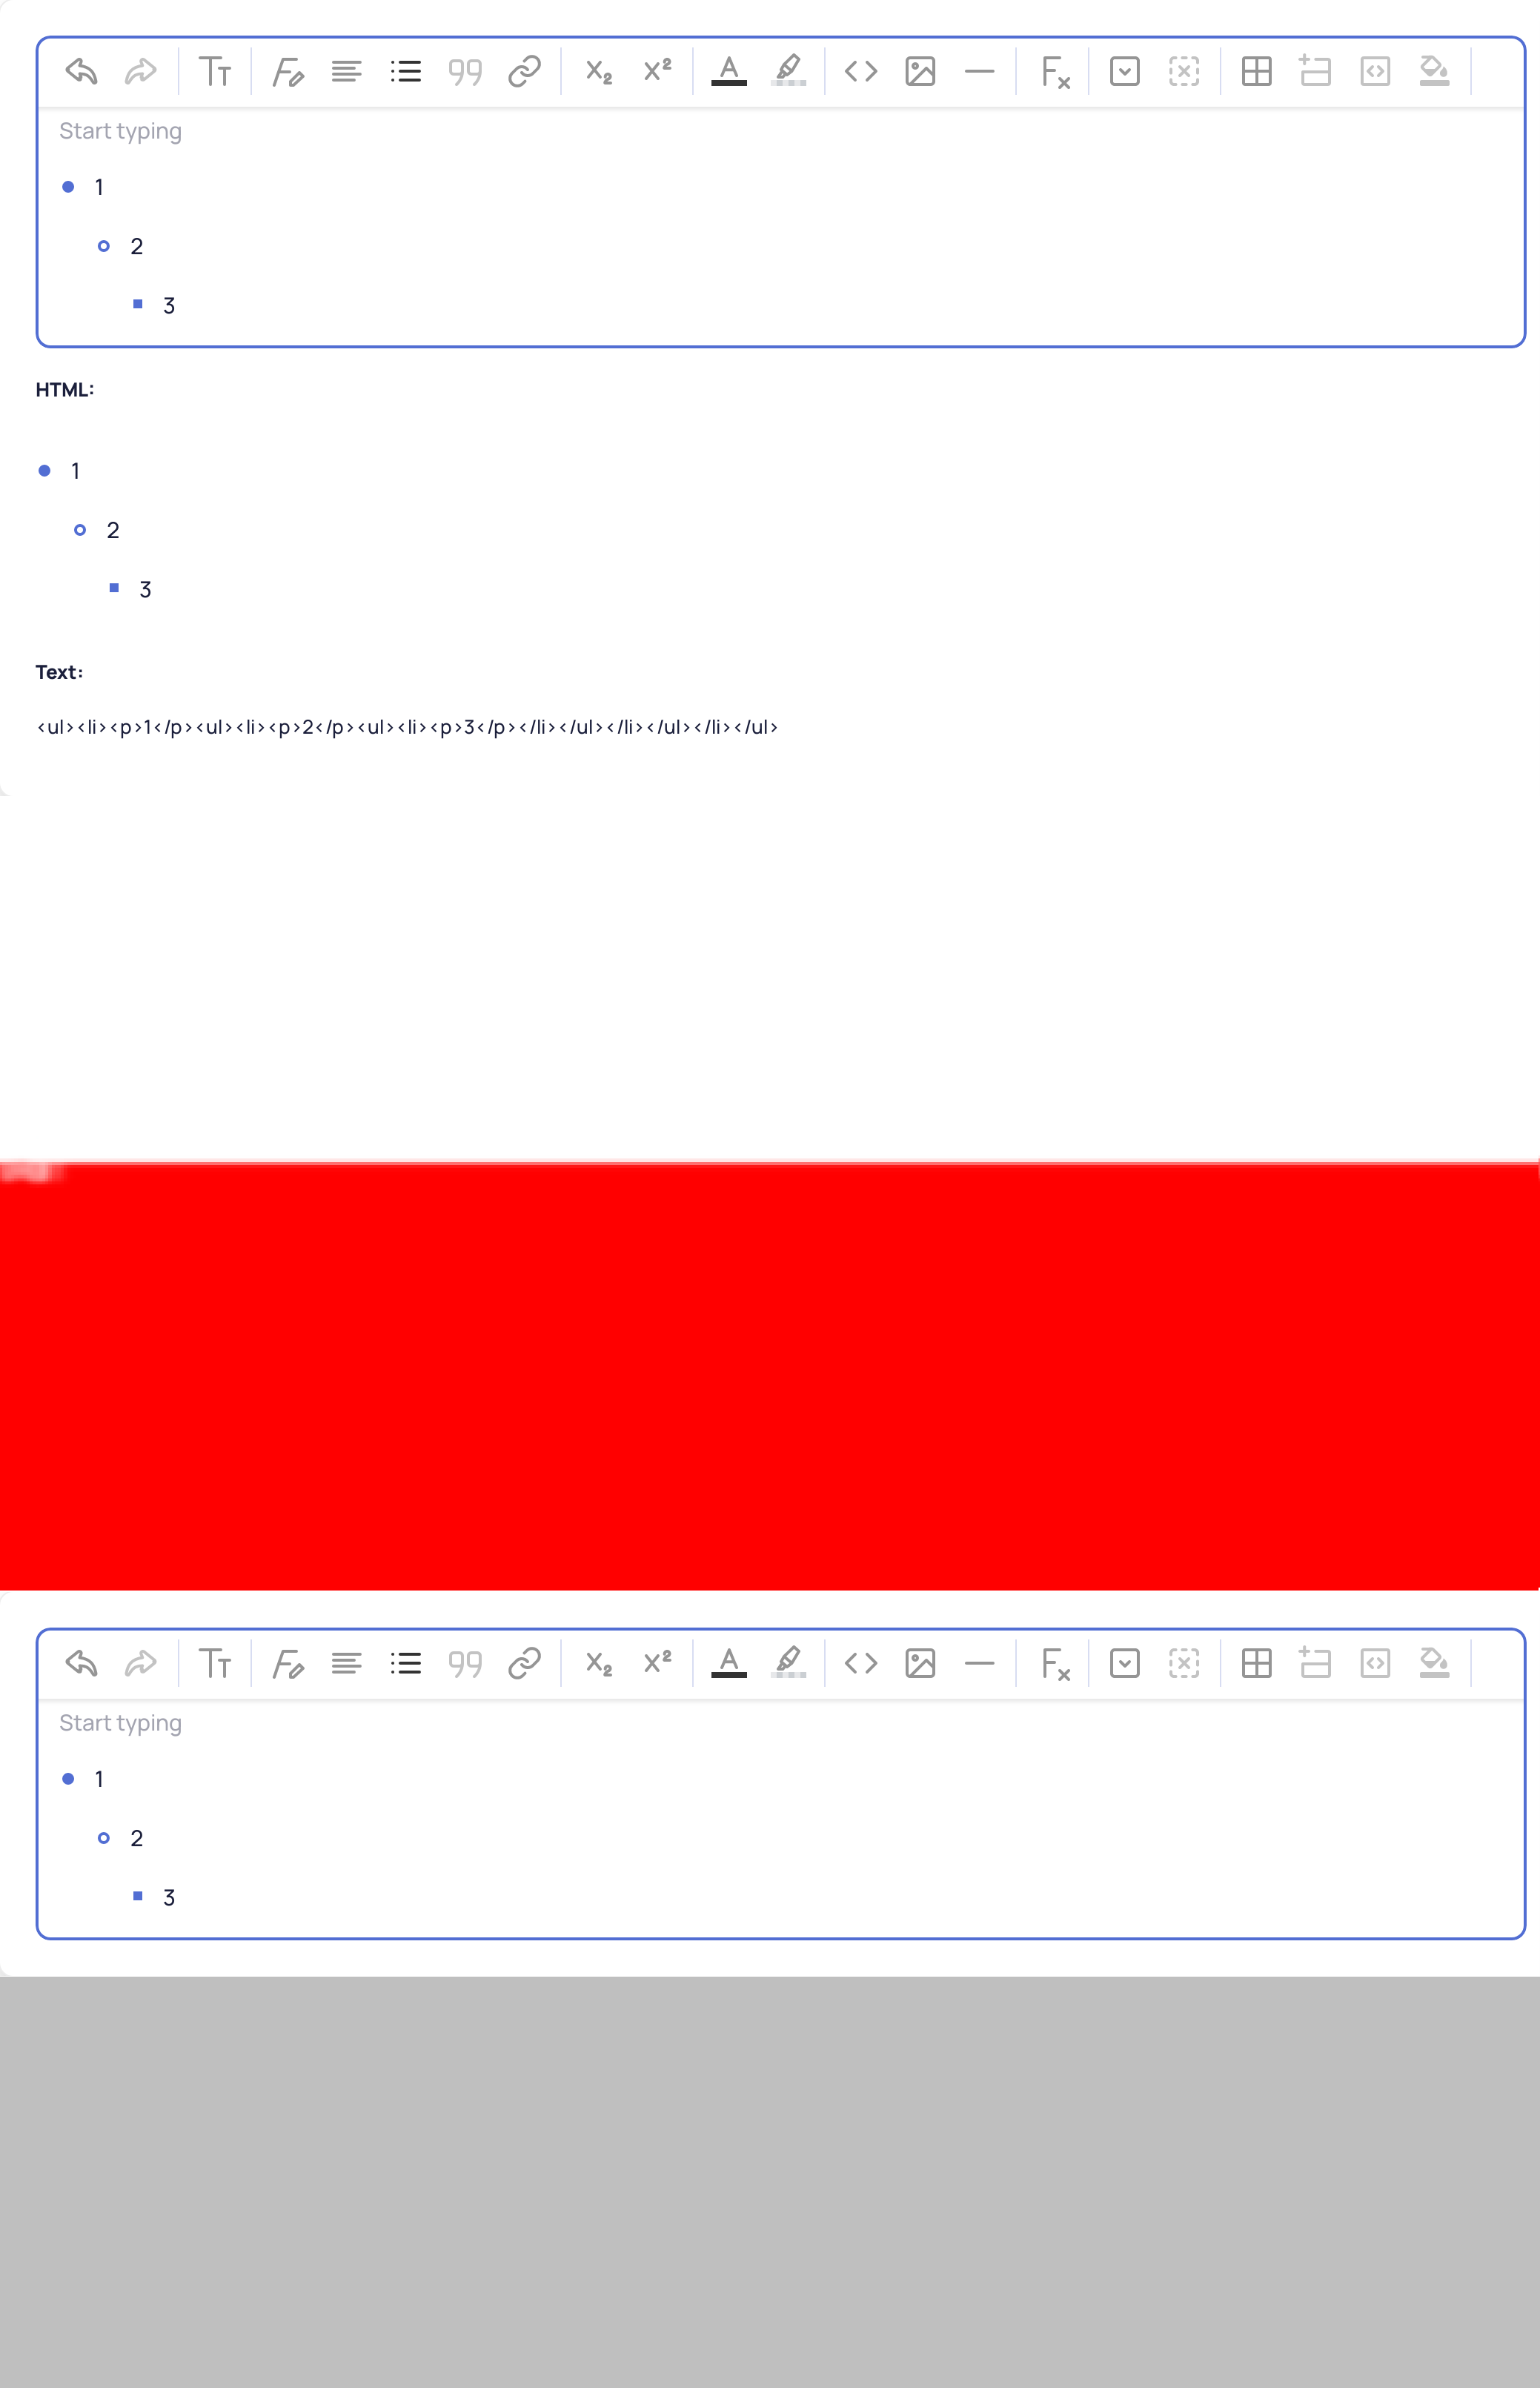 Start typing
1
2
3
HTML:
1
2
3
Text:
<ul><li><p>1</p><ul><li><p>2</p><ul><li><p>3</p></li></ul></li></ul></li></ul>
Start typing
1
2
3